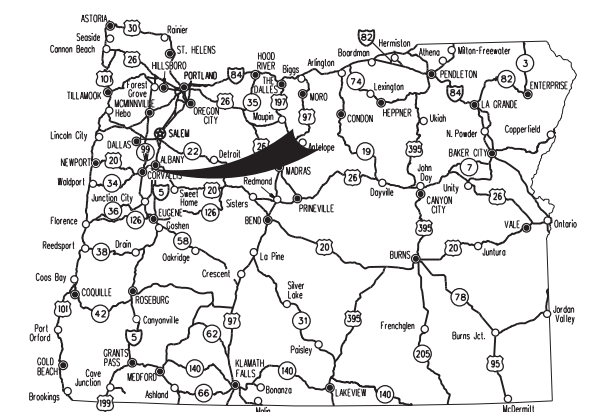 ASTORIA
30
Rainier
Seaside
Cannon Beach
26
ST. HELENS
HILLSBORO
101
Forest
Grove
PORTLAND
84
HOOD
RIVER
THE
DALLES
Biggs
Arlington
Boardman
82
Hermiston
Athena
Milton-Freewater
PENDLETON
3
82
ENTERPRISE
TILLAMOOK
MCMINNVILLE
Hebo
OREGON
CITY
26
35
197
MORO
97
74
Lexington
HEPPNER
84
LA GRANDE
Maupin
CONDON
Ukiah
N. Powder
Copperfield
Lincoln City
SALEM
DALLAS
99
22
Detroit
26
Antelope
19
395
BAKER CITY
NEWPORT
20
ALBANY
CORVALLIS
MADRAS
John
Day
7
Unity
26
Waldport
34
5
Sweet
Home
20
Redmond
26
Dayville
CANYON
CITY
Junction City
36
126
126
Sisters
PRINEVILLE
Florence
EUGENE
Goshen
BEND
395
VALE
Ontario
Reedsport
38
Drain
58
Oakridge
20
BURNS
20
Juntura
La Pine
Crescent
Coos Bay
COQUILLE
ROSEBURG
Silver
Lake
78
101
42
Canyonville
97
31
395
Frenchglen
Burns Jct.
Jordan
Valley
Port
Orford
5
62
Paisley
205
95
GOLD
BEACH
GRANTS
PASS
140
KLAMATH
FALLS
140
Cave
Junction
MEDFORD
Bonanza
LAKEVIEW
140
Brookings
199
Ashland
66
Malin
McDermitt